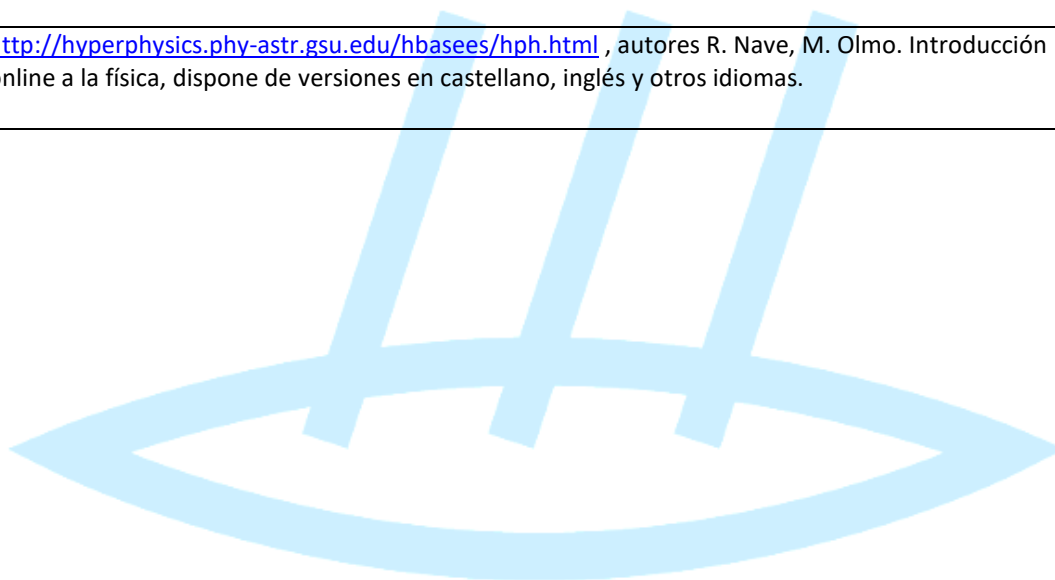 ttp://hyperphysics.phy-astr.gsu.edu/hbasees/hph.html , autores R. Nave, M. Olmo. Introducción
nline a la física, dispone de versiones en castellano, inglés y otros idiomas.